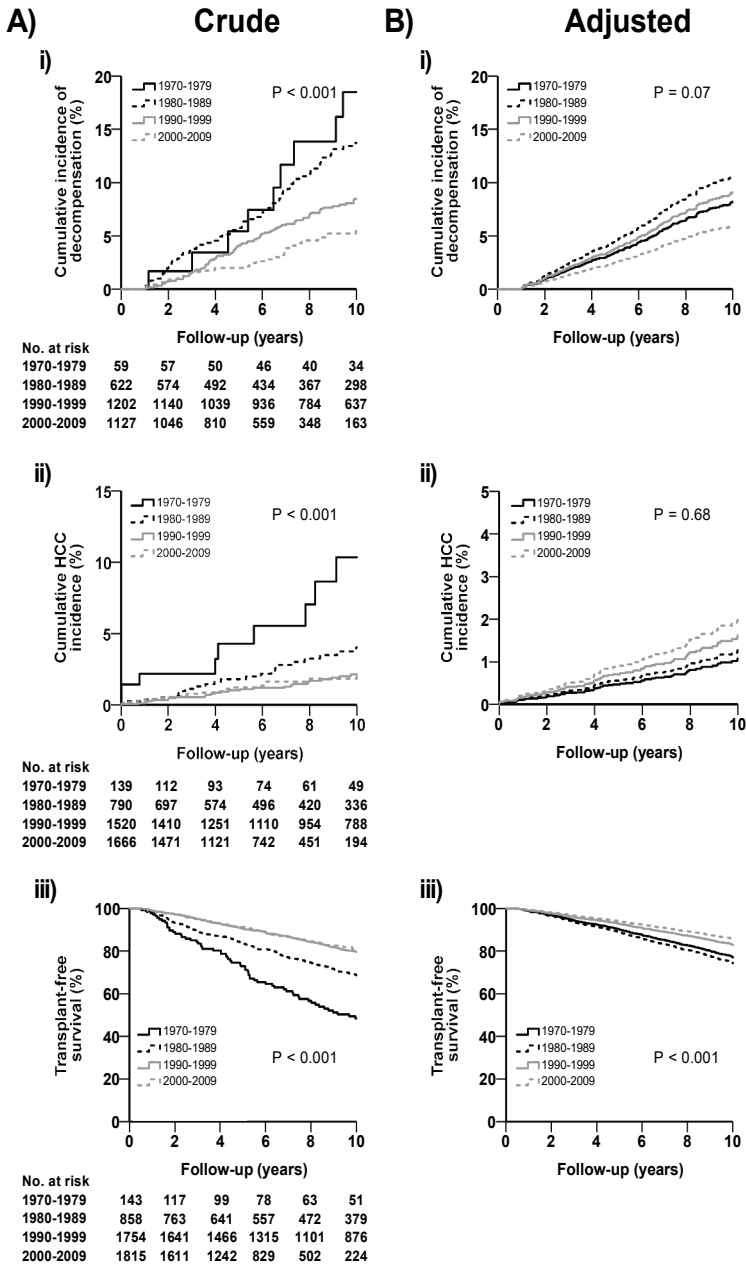 A) Crude
B) Adjusted
i)
Cumulative incidence of
decompensation (%)
20
15
10
5
0
1970-1979
1980-1989
1990-1999
2000-2009
P < 0.001
0 2 4 6 8 10
Follow-up (years)
No. at risk
1970-1979 59 57 50 46 40 34
1980-1989 622 574 492 434 367 298
1990-1999 1202 1140 1039 936 784 637
2000-2009 1127 1046 810 559 348 163
i)
Cumulative incidence of
decompensation (%)
20
15
10
5
0
1970-1979
1980-1989
1990-1999
2000-2009
P = 0.07
0 2 4 6 8 10
Follow-up (years)
ii)
Cumulative HCC
incidence (%)
15
10
5
0
1970-1979
1980-1989
1990-1999
2000-2009
P < 0.001
0 2 4 6 8 10
Follow-up (years)
No. at risk
1970-1979 139 112 93 74 61 49
1980-1989 790 697 574 496 420 336
1990-1999 1520 1410 1251 1110 954 788
2000-2009 1666 1471 1121 742 451 194
ii)
Cumulative HCC
incidence (%)
5
4
3
2
1
0
1970-1979
1980-1989
1990-1999
2000-2009
P = 0.68
0 2 4 6 8 10
Follow-up (years)
iii)
Transplant-free
survival (%)
100
80
60
40
20
0
1970-1979
1980-1989
1990-1999
2000-2009
P < 0.001
0 2 4 6 8 10
Follow-up (years)
No. at risk
1970-1979 143 117 99 78 63 51
1980-1989 858 763 641 557 472 379
1990-1999 1754 1641 1466 1315 1101 876
2000-2009 1815 1611 1242 829 502 224
iii)
Transplant-free
survival (%)
100
80
60
40
20
0
1970-1979
1980-1989
1990-1999
2000-2009
P < 0.001
0 2 4 6 8 10
Follow-up (years)